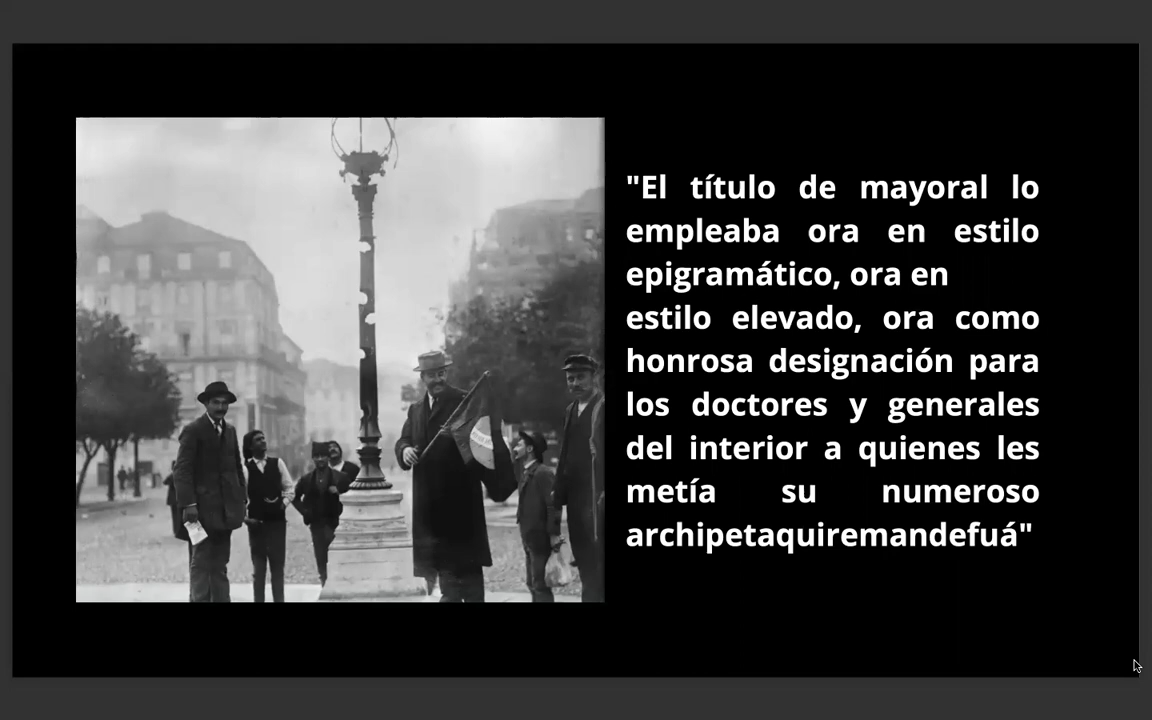 "El título de mayoral lo
empleaba ora en estilo
epigramático, ora en
estilo elevado, ora como
honrosa designación para
los doctores y generales
del interior a quienes les
metía su numeroso
archipetaquiremandefuá"